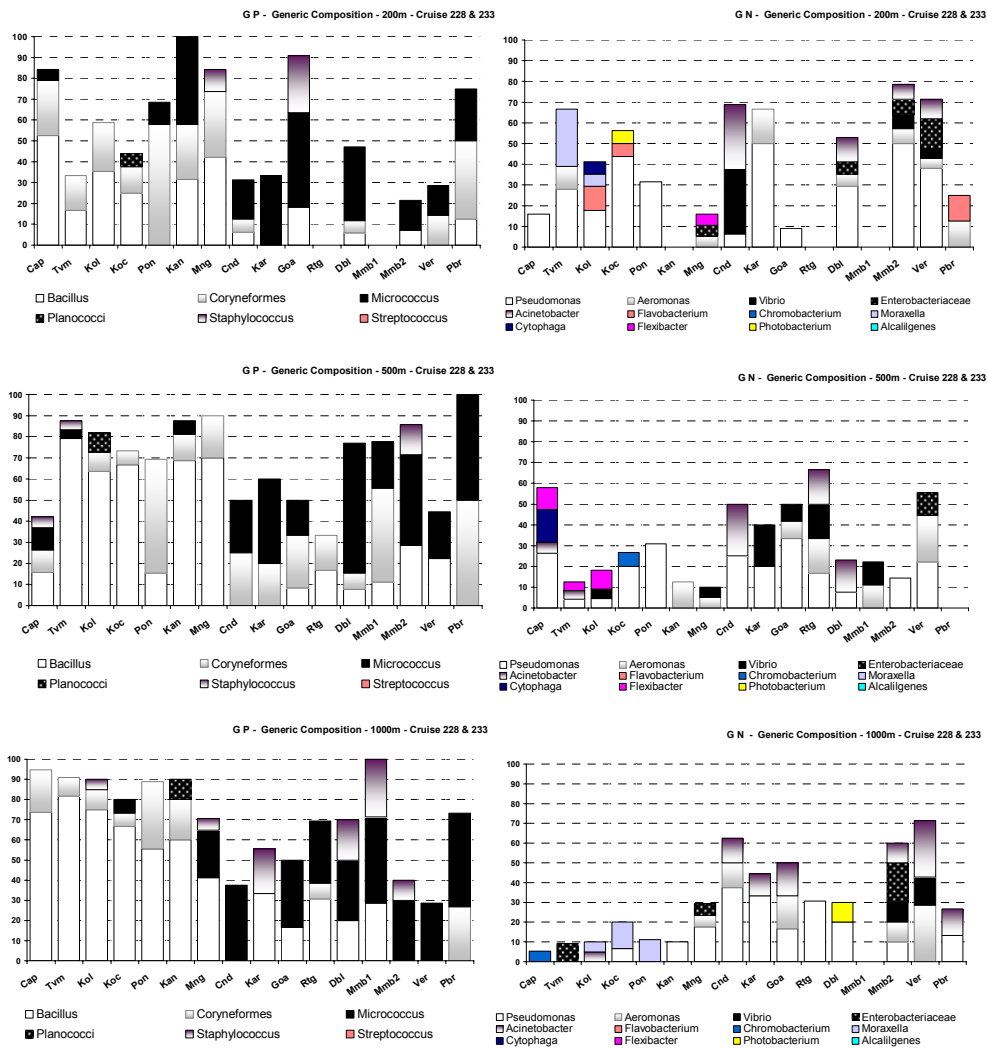 G P - Generic Composition - 200m - Cruise 228 & 233
100
90
80
70
60
50
40
30
20
10
0
Cap Tvm Kol Koc Pon Kan Mng Cnd Kar Goa Rtg Dbl Mmb1 Mmb2 Ver Pbr
Bacillus Coryneformes Micrococcus
Planococci Staphylococcus Streptococcus
G N - Generic Composition - 200m - Cruise 228 & 233
100
90
80
70
60
50
40
30
20
10
0
Cap Tvm Kol Koc Pon Kan Mng Cnd Kar Goa Rtg Dbl Mmb1 Mmb2 Ver Pbr
Pseudomonas Aeromonas Vibrio Enterobacteriaceae
Acinetobacter Flavobacterium Chromobacterium Moraxella
Cytophaga Flexibacter Photobacterium Alcalilgenes
G P - Generic Composition - 500m - Cruise 228 & 233
100
90
80
70
60
50
40
30
20
10
0
Cap Tvm Kol Koc Pon Kan Mng Cnd Kar Goa Rtg Dbl Mmb1 Mmb2 Ver Pbr
Bacillus Coryneformes Micrococcus
Planococci Staphylococcus Streptococcus
G N - Generic Composition - 500m - Cruise 228 & 233
100
90
80
70
60
50
40
30
20
10
0
Cap Tvm Kol Koc Pon Kan Mng Cnd Kar Goa Rtg Dbl Mmb1 Mmb2 Ver Pbr
Pseudomonas Aeromonas Vibrio Enterobacteriaceae
Acinetobacter Flavobacterium Chromobacterium Moraxella
Cytophaga Flexibacter Photobacterium Alcalilgenes
G P - Generic Composition - 1000m - Cruise 228 & 233
100
90
80
70
60
50
40
30
20
10
0
Cap Tvm Kol Koc Pon Kan Mng Cnd Kar Goa Rtg Dbl Mmb1 Mmb2 Ver Pbr
Bacillus Coryneformes Micrococcus
Planococci Staphylococcus Streptococcus
G N - Generic Composition - 1000m - Cruise 228 & 233
100
90
80
70
60
50
40
30
20
10
0
Cap Tvm Kol Koc Pon Kan Mng Cnd Kar Goa Rtg Dbl Mmb1 Mmb2 Ver Pbr
Pseudomonas Aeromonas Vibrio Enterobacteriaceae
Acinetobacter Flavobacterium Chromobacterium Moraxella
Cytophaga Flexibacter Photobacterium Alcalilgenes